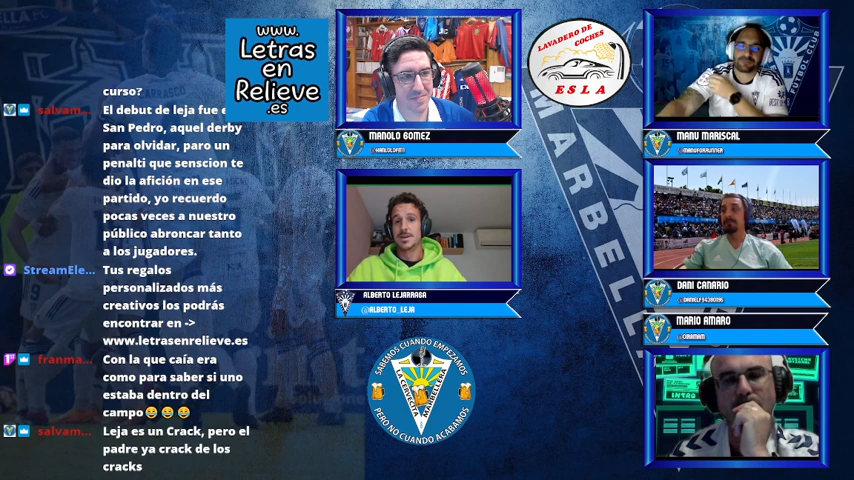 curso?
salvam...
El debut de leja fue e
San Pedro, aquel derby
para olvidar, paro un
penalti que senscion te
dio la afición en ese
partido, yo recuerdo
pocas veces a nuestro
público abroncar tanto
a los jugadores.
StreamEle...
Tus regalos
personalizados más
creativos los podrás
encontrar en ->
www.letrasenrelieve.es
franma...
Con la que caía era
como para saber si uno
estaba dentro del
campo😂😂😂
salvam...
Leja es un Crack, pero el
padre ya crack de los
cracks
www.
Letras
en
Relieve
.es
MANOLO GOMEZ
ALBERTO LEJARRAGA
@ALBERTO_LEJA
LAVADERO DE
COCHES
ESLA
MANU MARISCAL
DANI CANARIO
MARIO AMARO
SABEMOS CUANDO EMPEZAMOS
LA CERVECITA
MARBELLERA
PERO NO CUANDO ACABAMOS
MARBELL
FUTBOL CLUB